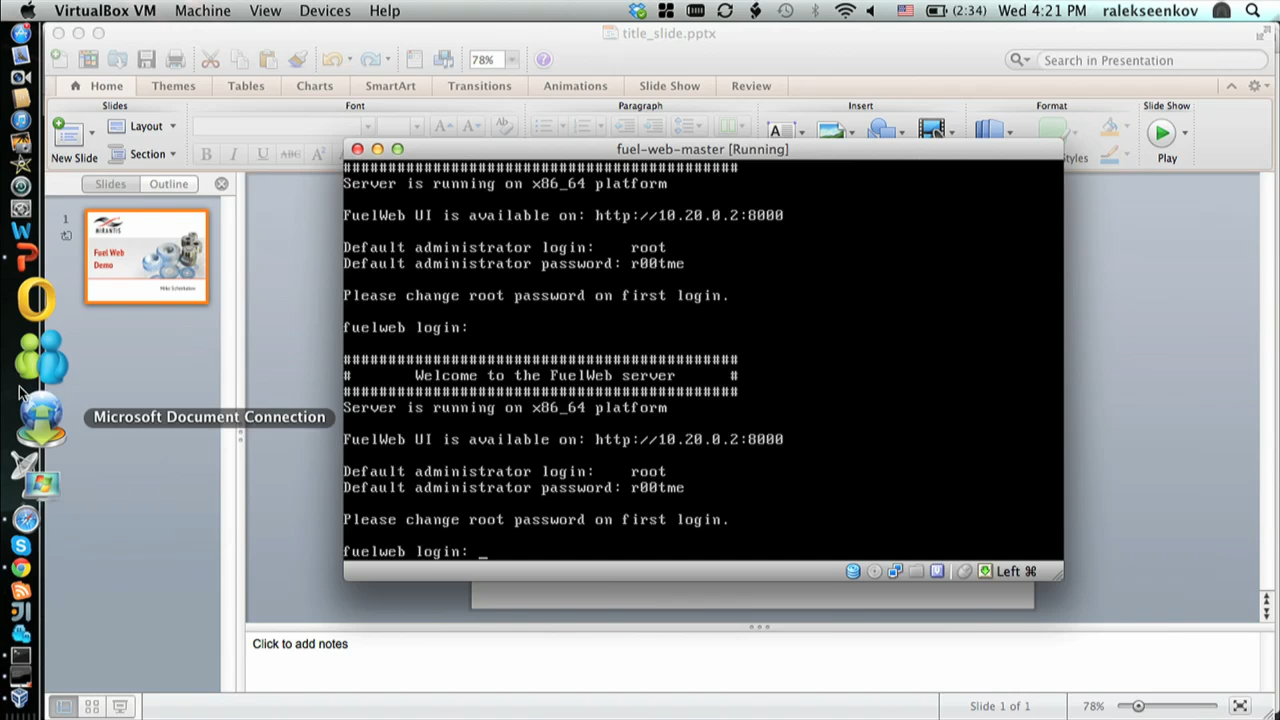 VirtualBox VM Machine View Devices Help (2:34) Wed 4:21 PM ralekseenkov
title_slide.pptx
78% Search in Presentation
Home Themes Tables Charts SmartArt Transitions Animations Slide Show Review
Slides Font Paragraph Insert Format Slide Show
New Slide Layout Section B I U ABC A² A Styles Play
Slides Outline
1
MIRANTIS
Fuel Web
Demo
fuel-web-master [Running]
##########################################
Server is running on x86_64 platform
FuelWeb UI is available on: http://10.20.0.2:8000
Default administrator login: root
Default administrator password: r00tme
Please change root password on first login.
fuelweb login:
############################################
# Welcome to the FuelWeb server #
############################################
Server is running on x86_64 platform
FuelWeb UI is available on: http://10.20.0.2:8000
Default administrator login: root
Default administrator password: r00tme
Please change root password on first login.
fuelweb login: _
Left ⌘
Microsoft Document Connection
Click to add notes
Slide 1 of 1 78%